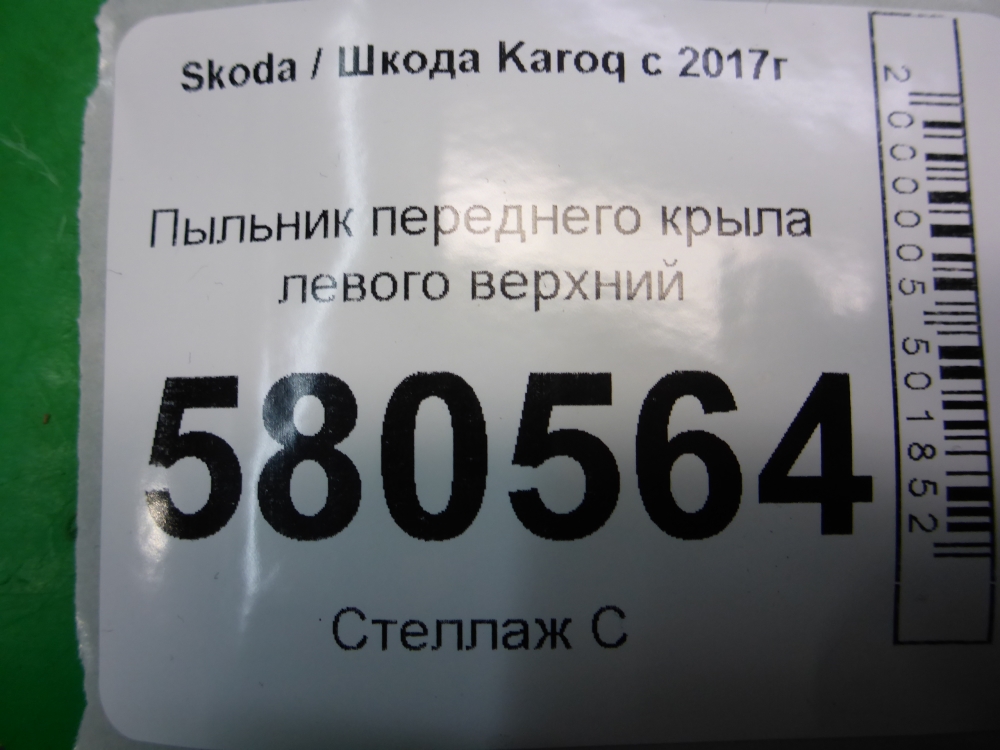 Skoda / Шкода Karoq с 2017г
Пыльник переднего крыла
левого верхний
580564
Стеллаж С
2000005501852